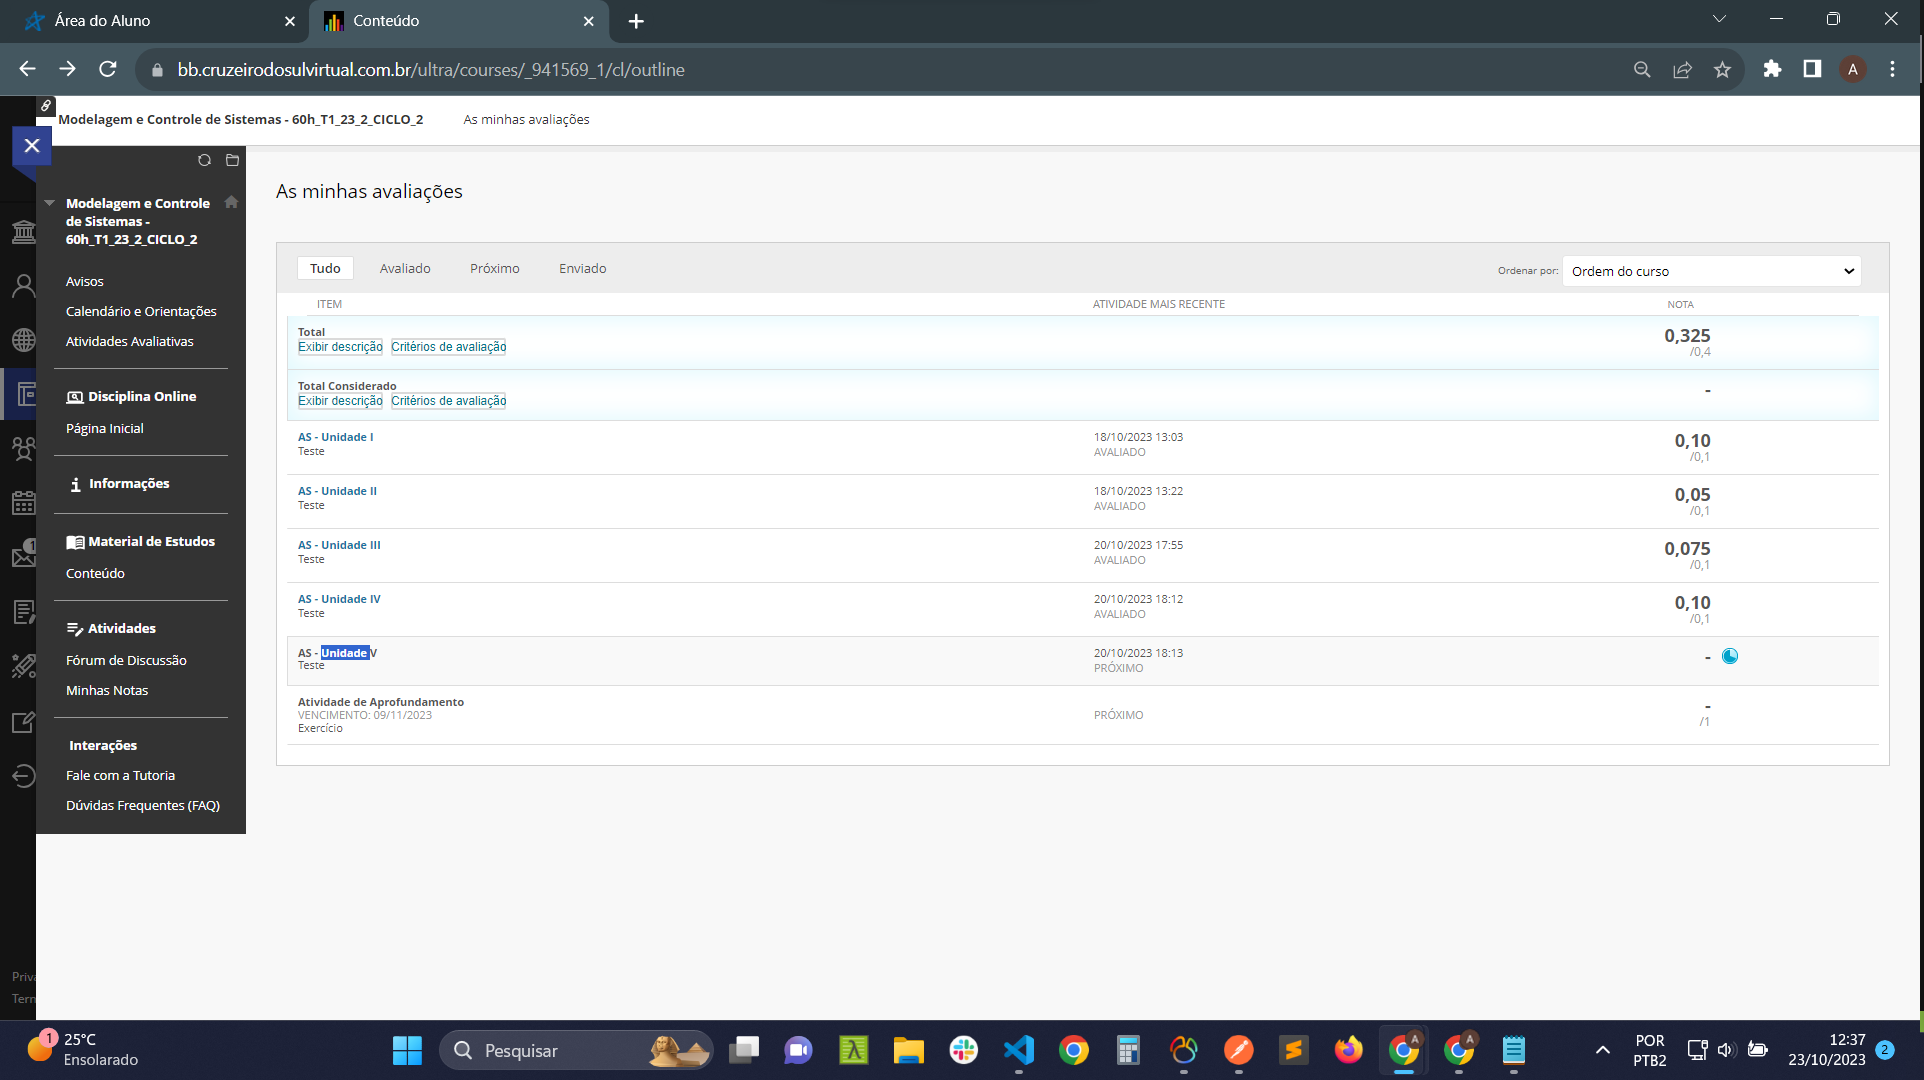 Área do Aluno
Conteúdo
bb.cruzeirodosulvirtual.com.br/ultra/courses/_941569_1/cl/outline
A
Modelagem e Controle de Sistemas - 60h_T1_23_2_CICLO_2
As minhas avaliações
Modelagem e Controle
de Sistemas -
60h_T1_23_2_CICLO_2
Avisos
Calendário e Orientações
Atividades Avaliativas
Disciplina Online
Página Inicial
Informações
Material de Estudos
Conteúdo
1
Atividades
Fórum de Discussão
Minhas Notas
Interações
Fale com a Tutoria
Dúvidas Frequentes (FAQ)
Priva
Term
As minhas avaliações
Tudo
Avaliado
Próximo
Enviado
Ordenar por:
Ordem do curso
ITEM
ATIVIDADE MAIS RECENTE
NOTA
Total
Exibir descrição Critérios de avaliação
0,325
/0,4
Total Considerado
Exibir descrição Critérios de avaliação
-
AS - Unidade I
Teste
18/10/2023 13:03
AVALIADO
0,10
/0,1
AS - Unidade II
Teste
18/10/2023 13:22
AVALIADO
0,05
/0,1
AS - Unidade III
Teste
20/10/2023 17:55
AVALIADO
0,075
/0,1
AS - Unidade IV
Teste
20/10/2023 18:12
AVALIADO
0,10
/0,1
AS - Unidade V
Teste
20/10/2023 18:13
PRÓXIMO
-
Atividade de Aprofundamento
VENCIMENTO: 09/11/2023
Exercício
PRÓXIMO
-
/1
1
25°C
Ensolarado
Pesquisar
A
A
POR
PTB2
12:37
23/10/2023
2